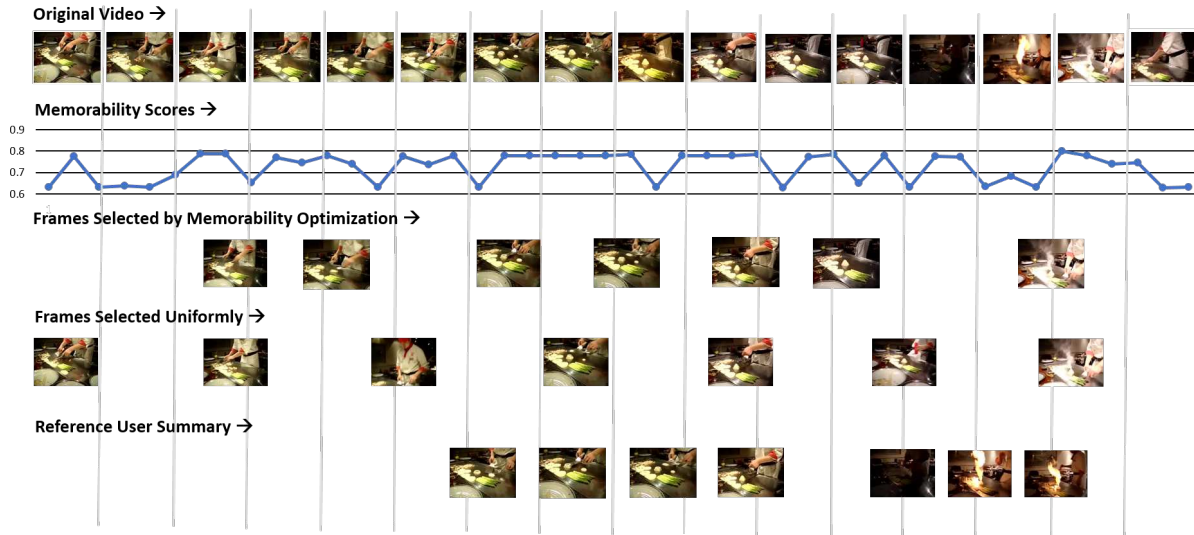 Original Video →
Memorability Scores →
0.9
0.8
0.7
0.6
Frames Selected by Memorability Optimization →
Frames Selected Uniformly →
Reference User Summary →